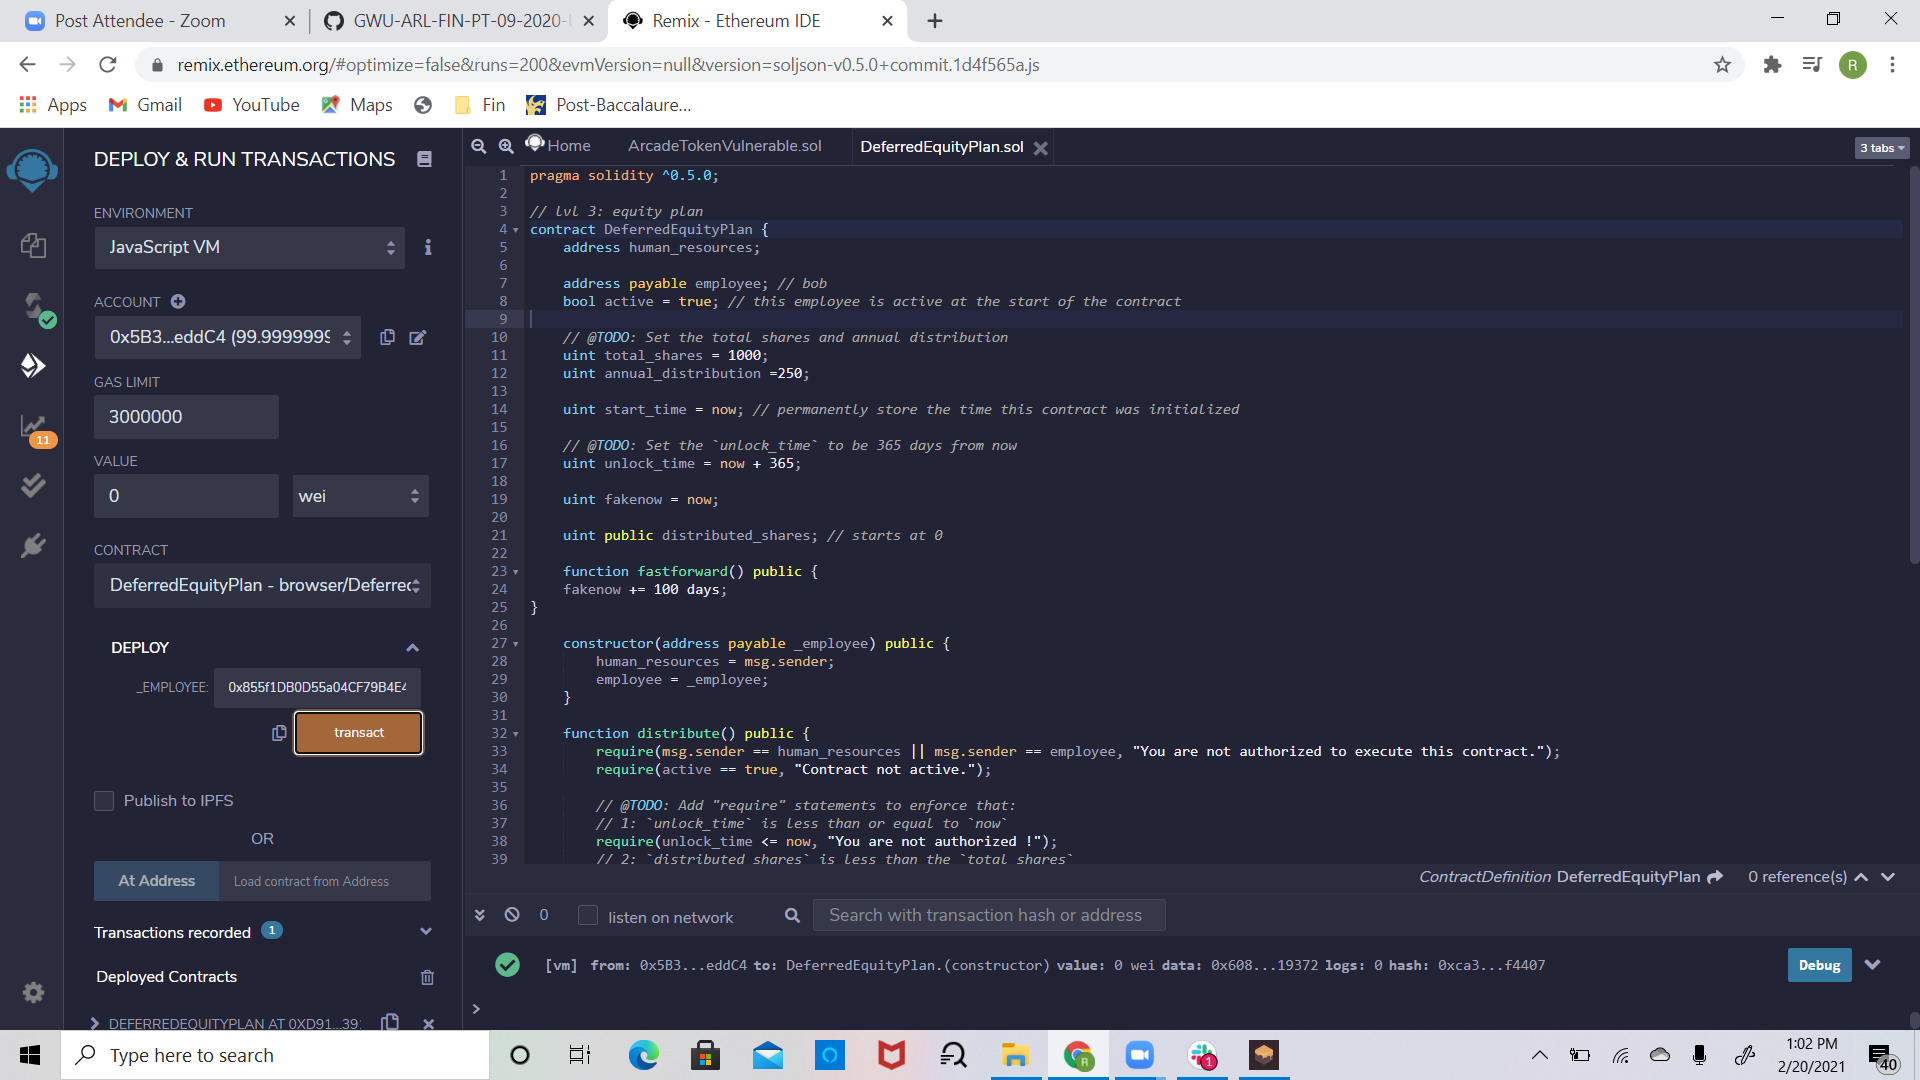 Post Attendee - Zoom
GWU-ARL-FIN-PT-09-2020-
Remix - Ethereum IDE
remix.ethereum.org/#optimize=false&runs=200&evmVersion=null&version=soljson-v0.5.0+commit.1d4f565a.js
R
Apps
Gmail
YouTube
Maps
Fin
Post-Baccalaure...
DEPLOY & RUN TRANSACTIONS
ENVIRONMENT
JavaScript VM
ACCOUNT
0x5B3...eddC4 (99.9999999
GAS LIMIT
3000000
11
VALUE
0
wei
CONTRACT
DeferredEquityPlan - browser/Deferred
DEPLOY
_EMPLOYEE:
0x855f1DB0D55a04CF79B4E4
transact
Publish to IPFS
OR
At Address
Load contract from Address
Transactions recorded 1
Deployed Contracts
DEFERREDEQUITYPLAN AT 0XD91...39:
Home
ArcadeTokenVulnerable.sol
DeferredEquityPlan.sol
3 tabs
1 pragma solidity ^0.5.0;
2
3 // lvl 3: equity plan
4 contract DeferredEquityPlan {
5 address human_resources;
6
7 address payable employee; // bob
8 bool active = true; // this employee is active at the start of the contract
9
10 // @TODO: Set the total shares and annual distribution
11 uint total_shares = 1000;
12 uint annual_distribution =250;
13
14 uint start_time = now; // permanently store the time this contract was initialized
15
16 // @TODO: Set the `unlock_time` to be 365 days from now
17 uint unlock_time = now + 365;
18
19 uint fakenow = now;
20
21 uint public distributed_shares; // starts at 0
22
23 function fastforward() public {
24 fakenow += 100 days;
25 }
26
27 constructor(address payable _employee) public {
28 human_resources = msg.sender;
29 employee = _employee;
30 }
31
32 function distribute() public {
33 require(msg.sender == human_resources || msg.sender == employee, "You are not authorized to execute this contract.");
34 require(active == true, "Contract not active.");
35
36 // @TODO: Add "require" statements to enforce that:
37 // 1: `unlock_time` is less than or equal to `now`
38 require(unlock_time <= now, "You are not authorized !");
39 // 2: `distributed_shares` is less than the `total_shares`
ContractDefinition DeferredEquityPlan 0 reference(s)
0
listen on network
Search with transaction hash or address
[vm] from: 0x5B3...eddC4 to: DeferredEquityPlan.(constructor) value: 0 wei data: 0x608...19372 logs: 0 hash: 0xca3...f4407
Debug
>
Type here to search
R
1
1:02 PM
2/20/2021
40